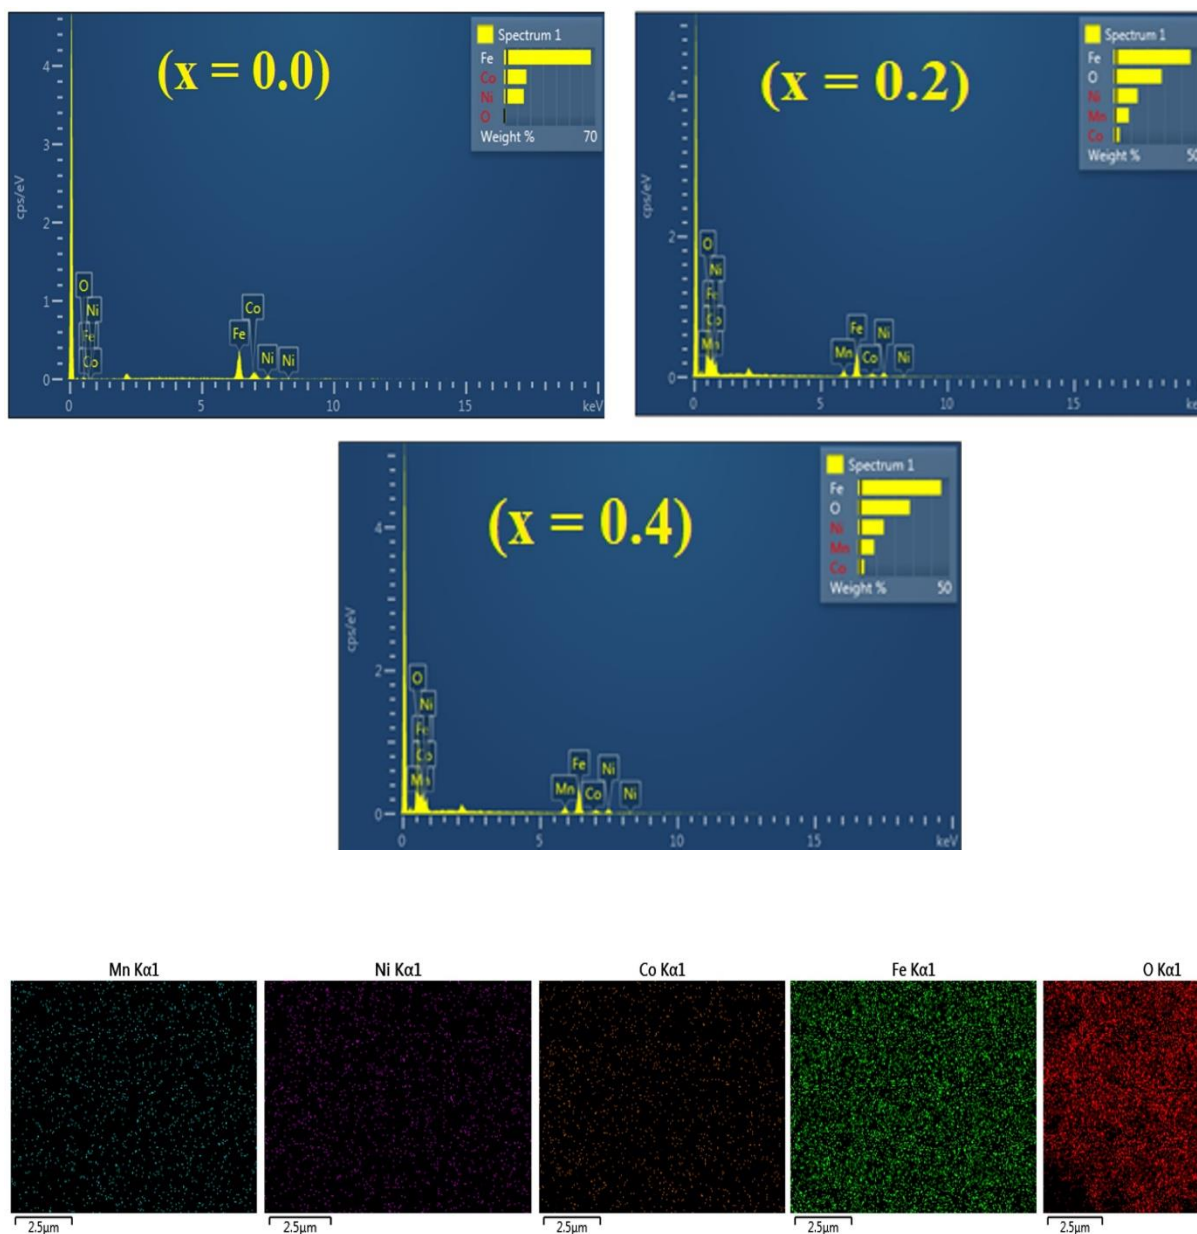 (x = 0.0)
Spectrum 1
Fe
Co
Ni
O
Weight % 70
cps/eV
4
3
2
1
0
O
Ni
Fe
Co
Fe
Co
Ni
Ni
0 5 10 15 keV
(x = 0.2)
Spectrum 1
Fe
O
Ni
Mn
Co
Weight % 50
cps/eV
4
2
0
O
Ni
Fe
Co
Mn
Mn
Fe
Co
Ni
Ni
0 5 10 15
(x = 0.4)
Spectrum 1
Fe
O
Ni
Mn
Co
Weight % 50
cps/eV
4
2
0
O
Ni
Fe
Co
Mn
Mn
Fe
Co
Ni
Ni
0 5 10 15 keV
Mn Kα1 Ni Kα1 Co Kα1 Fe Kα1 O Kα1
2.5μm 2.5μm 2.5μm 2.5μm 2.5μm